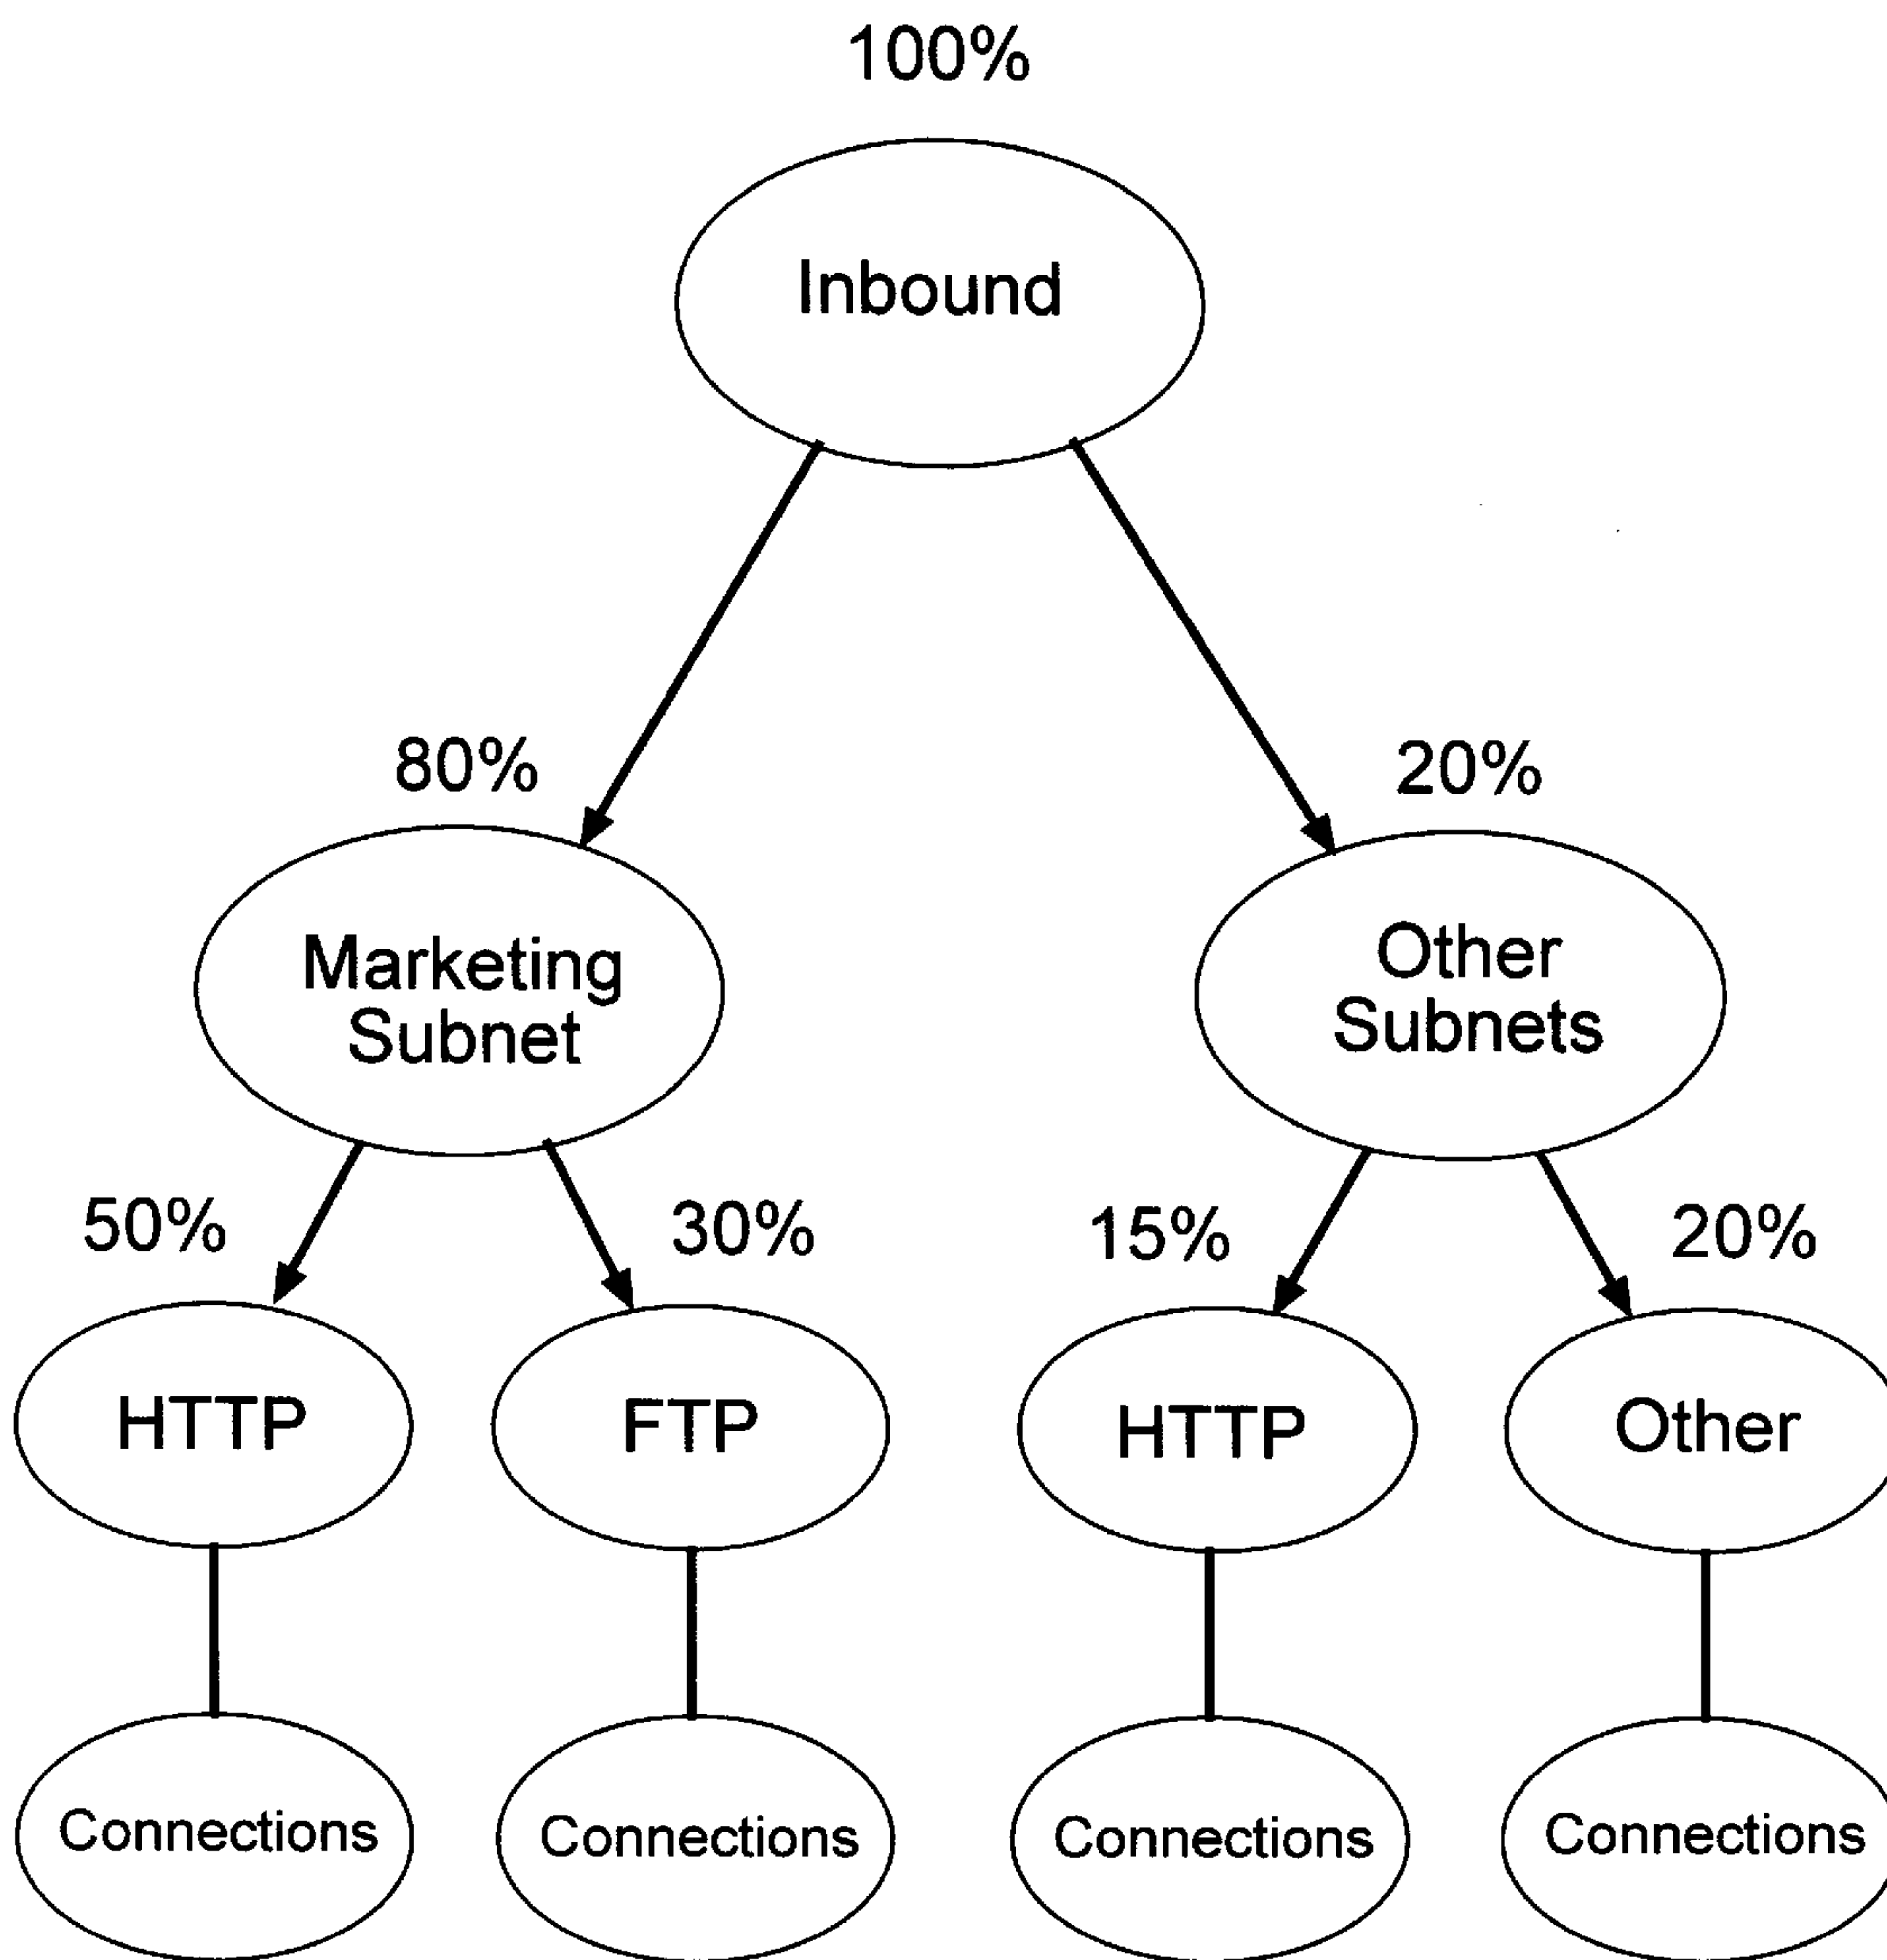 100%
Inbound
80%
20%
Marketing
Subnet
Other
Subnets
50%
30%
15%
20%
HTTP
FTP
HTTP
Other
Connections
Connections
Connections
Connections